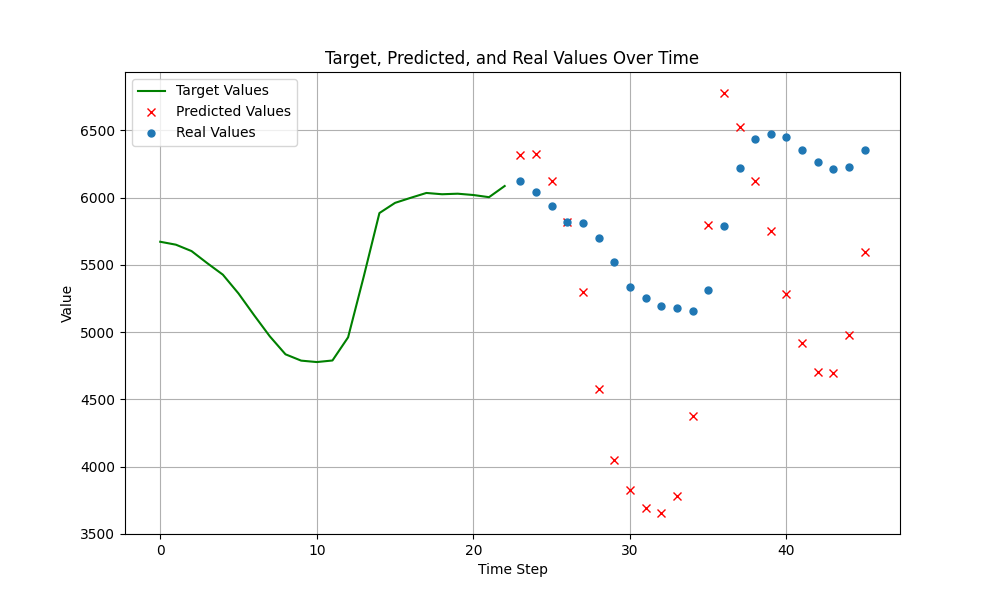 Target, Predicted, and Real Values Over Time
Target Values
Predicted Values
Real Values
6500
6000
5500
5000
4500
4000
3500
Value
0
10
20
30
40
Time Step